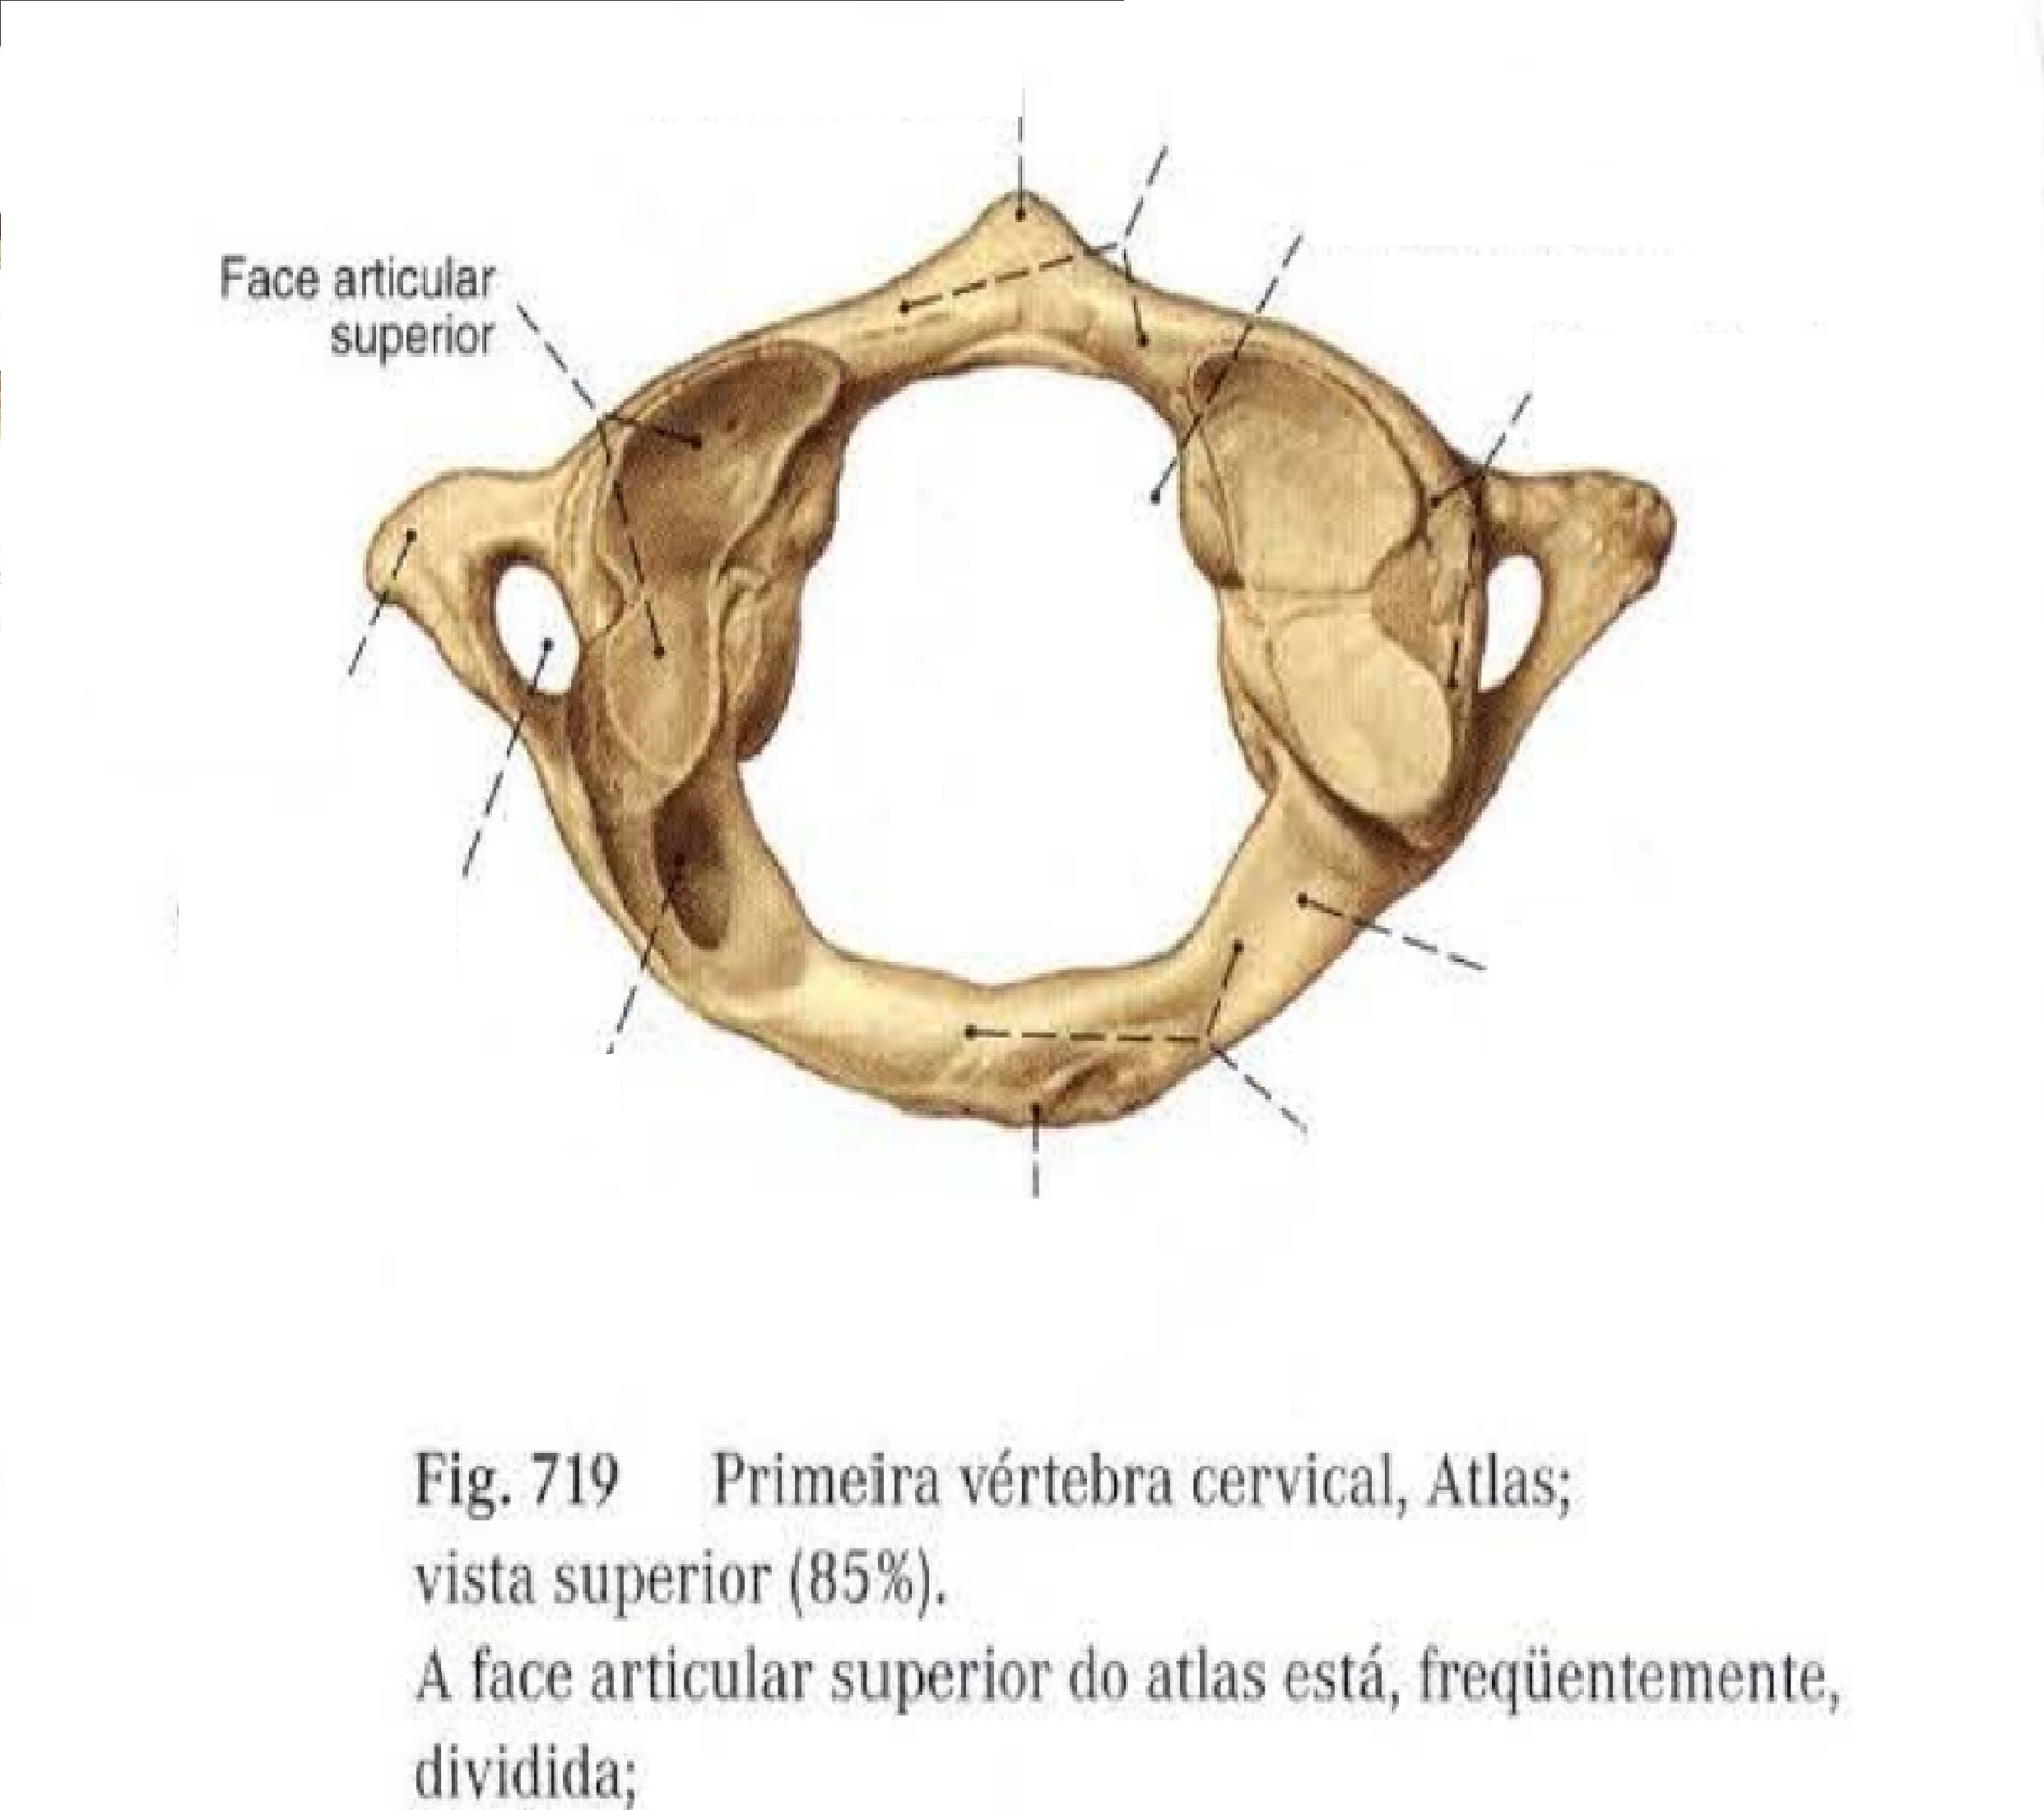 Face articular
superior
Fig. 719 Primeira vértebra cervical, Atlas;
vista superior (85%).
A face articular superior do atlas está, freqüentemente,
dividida;